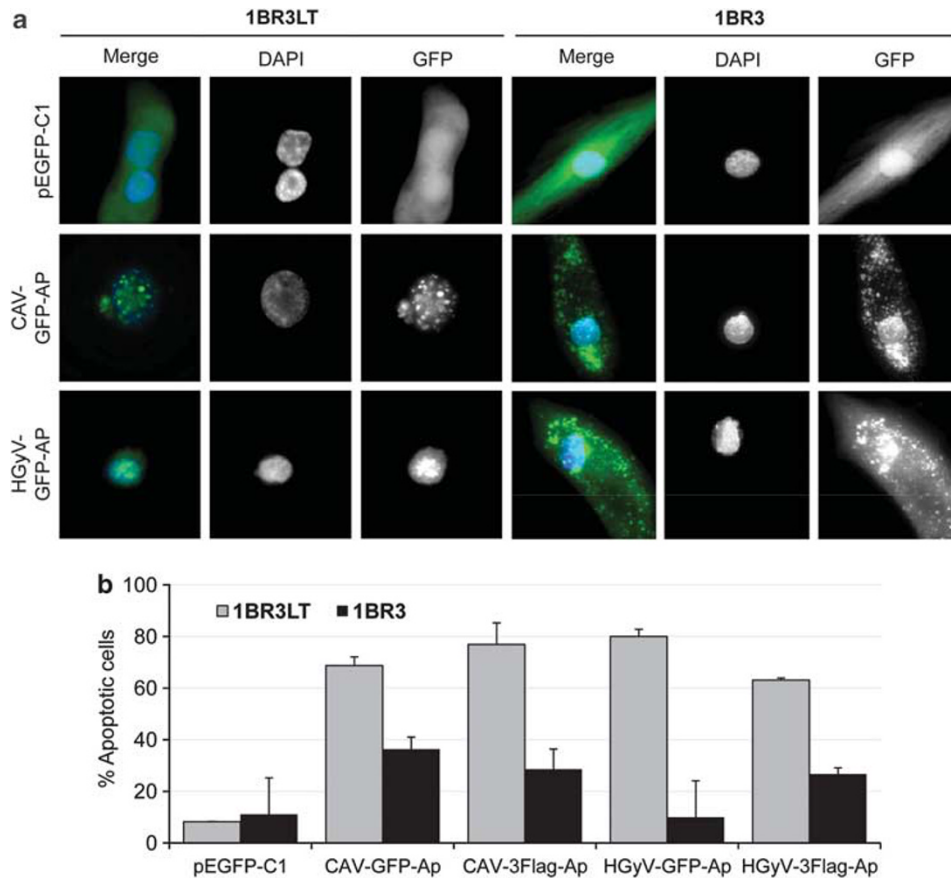 a
1BR3LT 1BR3
Merge DAPI GFP Merge DAPI GFP
pEGFP-C1
CAV-
GFP-AP
HGyV-
GFP-AP
b
100
80
60
40
20
0
% Apoptotic cells
1BR3LT 1BR3
pEGFP-C1 CAV-GFP-Ap CAV-3Flag-Ap HGyV-GFP-Ap HGyV-3Flag-Ap